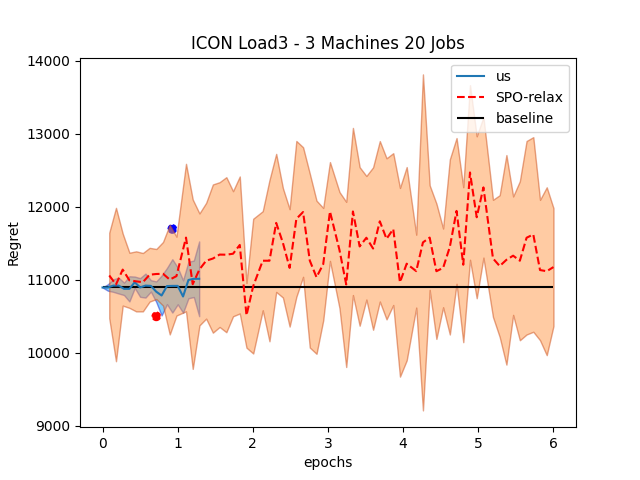 ICON Load3 - 3 Machines 20 Jobs
us
SPO-relax
baseline
Regret
14000
13000
12000
11000
10000
9000
0 1 2 3 4 5 6
epochs